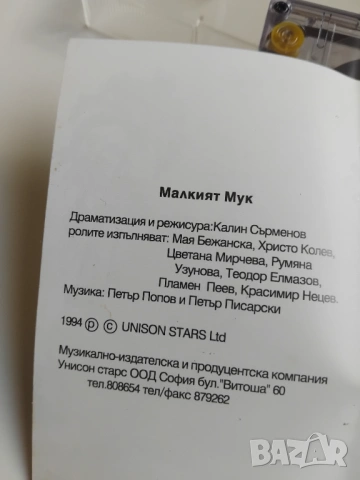 Малкият Мук
Драматизация и режисура:Калин Сърменов
ролите изпълняват: Мая Бежанска, Христо Колев,
Цветана Мирчева, Румяна
Узунова, Теодор Елмазов,
Пламен Пеев, Красимир Нецев.
Музика: Петър Попов и Петър Писарски
1994 ℗ © UNISON STARS Ltd
Музикално-издателска и продуцентска компания
Унисон старс ООД София бул."Витоша" 60
тел.808654 тел/факс 879262
BAZAR